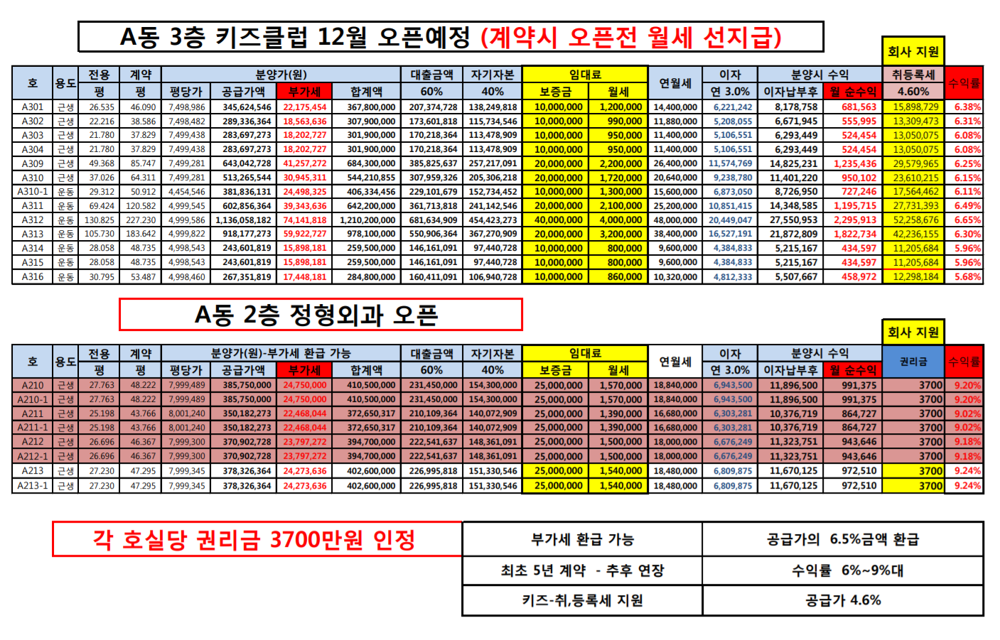 A동 3층 키즈클럽 12월 오픈예정 (계약시 오픈전 월세 선지급)
회사 지원
호 용도 전용 계약 분양가(원) 대출금액 자기자본 임대료 연월세 이자 분양시 수익 취등록세 수익률
평 평 평당가 공급가액 부가세 합계액 60% 40% 보증금 월세 연 3.0% 이자납부후 월 순수익 4.60%
A301 근생 26.535 46.090 7,498,986 345,624,546 22,175,454 367,800,000 207,374,728 138,249,818 10,000,000 1,200,000 14,400,000 6,221,242 8,178,758 681,563 15,898,729 6.38%
A302 근생 22.216 38.586 7,498,482 289,336,364 18,563,636 307,900,000 173,601,818 115,734,546 10,000,000 990,000 11,880,000 5,208,055 6,671,945 555,995 13,309,473 6.31%
A303 근생 21.780 37.829 7,499,438 283,697,273 18,202,727 301,900,000 170,218,364 113,478,909 10,000,000 950,000 11,400,000 5,106,551 6,293,449 524,454 13,050,075 6.08%
A304 근생 21.780 37.829 7,499,438 283,697,273 18,202,727 301,900,000 170,218,364 113,478,909 10,000,000 950,000 11,400,000 5,106,551 6,293,449 524,454 13,050,075 6.08%
A309 근생 49.368 85.747 7,499,281 643,042,728 41,257,272 684,300,000 385,825,637 257,217,091 20,000,000 2,200,000 26,400,000 11,574,769 14,825,231 1,235,436 29,579,965 6.25%
A310 근생 37.026 64.311 7,499,281 513,265,544 30,945,311 544,210,855 307,959,326 205,306,218 20,000,000 1,720,000 20,640,000 9,238,780 11,401,220 950,102 23,610,215 6.15%
A310-1 운동 29.312 50.912 4,454,546 381,836,131 24,498,325 406,334,456 229,101,679 152,734,452 10,000,000 1,300,000 15,600,000 6,873,050 8,726,950 727,246 17,564,462 6.11%
A311 운동 69.424 120.582 4,999,545 602,856,364 39,343,636 642,200,000 361,713,818 241,142,546 20,000,000 2,100,000 25,200,000 10,851,415 14,348,585 1,195,715 27,731,393 6.49%
A312 운동 130.825 227.230 4,999,586 1,136,058,182 74,141,818 1,210,200,000 681,634,909 454,423,273 40,000,000 4,000,000 48,000,000 20,449,047 27,550,953 2,295,913 52,258,676 6.65%
A313 운동 105.730 183.642 4,999,822 918,177,273 59,922,727 978,100,000 550,906,364 367,270,909 20,000,000 3,200,000 38,400,000 16,527,191 21,872,809 1,822,734 42,236,155 6.30%
A314 운동 28.058 48.735 4,998,543 243,601,819 15,898,181 259,500,000 146,161,091 97,440,728 10,000,000 800,000 9,600,000 4,384,833 5,215,167 434,597 11,205,684 5.96%
A315 운동 28.058 48.735 4,998,543 243,601,819 15,898,181 259,500,000 146,161,091 97,440,728 10,000,000 800,000 9,600,000 4,384,833 5,215,167 434,597 11,205,684 5.96%
A316 운동 30.795 53.487 4,998,460 267,351,819 17,448,181 284,800,000 160,411,091 106,940,728 10,000,000 860,000 10,320,000 4,812,333 5,507,667 458,972 12,298,184 5.68%
A동 2층 정형외과 오픈
회사 지원
호 용도 전용 계약 분양가(원)-부가세 환급 가능 대출금액 자기자본 임대료 연월세 이자 분양시 수익 권리금 수익률
평 평 평당가 공급가액 부가세 합계액 60% 40% 보증금 월세 연 3.0% 이자납부후 월 순수익
A210 근생 27.763 48.222 7,999,489 385,750,000 24,750,000 410,500,000 231,450,000 154,300,000 25,000,000 1,570,000 18,840,000 6,943,500 11,896,500 991,375 3700 9.20%
A210-1 근생 27.763 48.222 7,999,489 385,750,000 24,750,000 410,500,000 231,450,000 154,300,000 25,000,000 1,570,000 18,840,000 6,943,500 11,896,500 991,375 3700 9.20%
A211 근생 25.198 43.766 8,001,240 350,182,273 22,468,044 372,650,317 210,109,364 140,072,909 25,000,000 1,390,000 16,680,000 6,303,281 10,376,719 864,727 3700 9.02%
A211-1 근생 25.198 43.766 8,001,240 350,182,273 22,468,044 372,650,317 210,109,364 140,072,909 25,000,000 1,390,000 16,680,000 6,303,281 10,376,719 864,727 3700 9.02%
A212 근생 26.696 46.367 7,999,300 370,902,728 23,797,272 394,700,000 222,541,637 148,361,091 25,000,000 1,500,000 18,000,000 6,676,249 11,323,751 943,646 3700 9.18%
A212-1 근생 26.696 46.367 7,999,300 370,902,728 23,797,272 394,700,000 222,541,637 148,361,091 25,000,000 1,500,000 18,000,000 6,676,249 11,323,751 943,646 3700 9.18%
A213 근생 27.230 47.295 7,999,345 378,326,364 24,273,636 402,600,000 226,995,818 151,330,546 25,000,000 1,540,000 18,480,000 6,809,875 11,670,125 972,510 3700 9.24%
A213-1 근생 27.230 47.295 7,999,345 378,326,364 24,273,636 402,600,000 226,995,818 151,330,546 25,000,000 1,540,000 18,480,000 6,809,875 11,670,125 972,510 3700 9.24%
각 호실당 권리금 3700만원 인정
부가세 환급 가능 공급가의 6.5%금액 환급
최초 5년 계약 - 추후 연장 수익률 6%~9%대
키즈-취,등록세 지원 공급가 4.6%